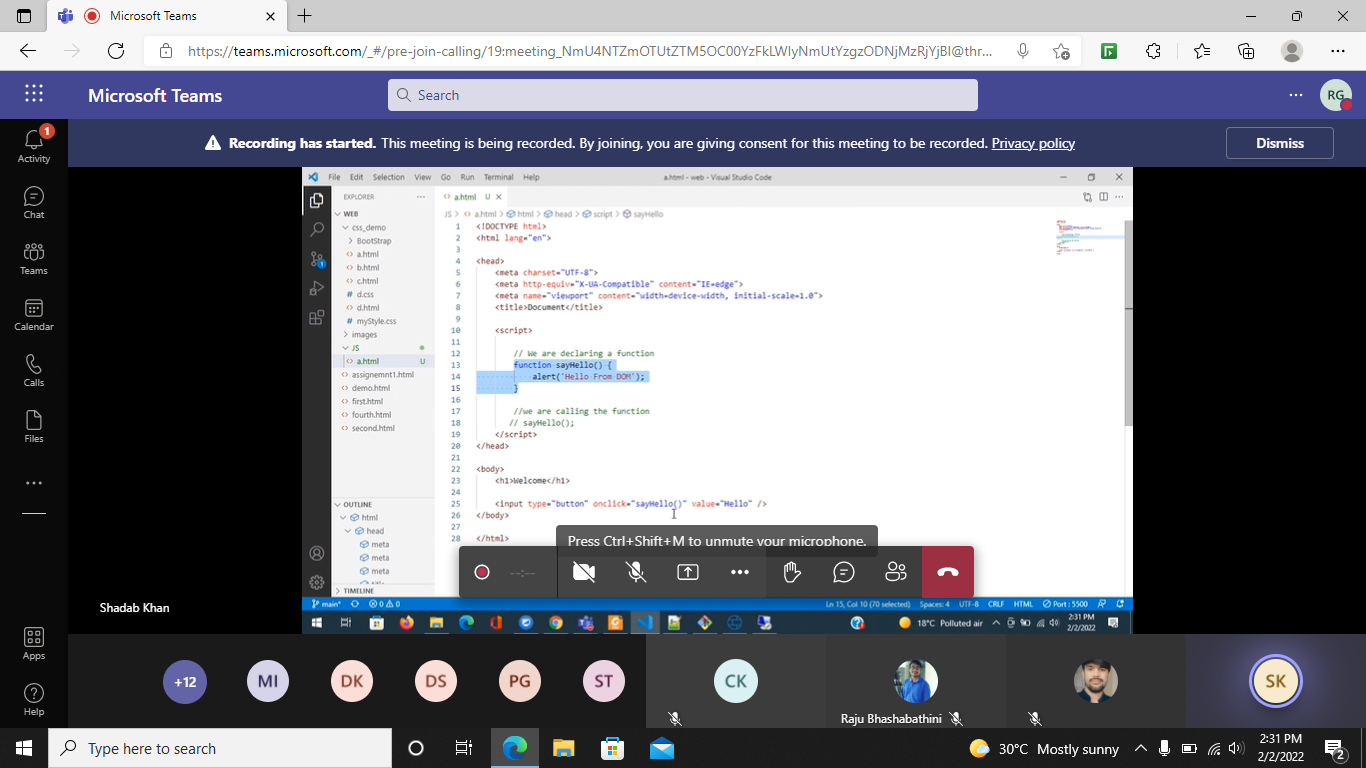 Microsoft Teams
https://teams.microsoft.com/_#/pre-join-calling/19:meeting_NmU4NTZmOTUtZTM5OC00YzFkLWIyNmUtYzgzODNjMzRjYjBl@thr...
Microsoft Teams
Search
RG
1
Activity
Chat
Teams
Calendar
Calls
Files
Apps
Help
Recording has started. This meeting is being recorded. By joining, you are giving consent for this meeting to be recorded. Privacy policy
Dismiss
File Edit Selection View Go Run Terminal Help
a.html - web - Visual Studio Code
EXPLORER
WEB
css_demo
BootStrap
a.html
b.html
c.html
# d.css
d.html
# myStyle.css
images
JS
a.html U
assignemnt1.html
demo.html
first.html
fourth.html
second.html
OUTLINE
html
head
meta
meta
meta
TIMELINE
a.html U
JS > a.html > html > head > script > sayHello
1 <!DOCTYPE html>
2 <html lang="en">
3
4 <head>
5 <meta charset="UTF-8">
6 <meta http-equiv="X-UA-Compatible" content="IE=edge">
7 <meta name="viewport" content="width=device-width, initial-scale=1.0">
8 <title>Document</title>
9
10 <script>
11
12 // We are declaring a function
13 function sayHello() {
14 alert('Hello From DOM');
15 }
16
17 //we are calling the function
18 // sayHello();
19 </script>
20 </head>
21
22 <body>
23 <h1>Welcome</h1>
24
25 <input type="button" onclick="sayHello()" value="Hello" />
26 </body>
27
28 </html>
Press Ctrl+Shift+M to unmute your microphone.
--:--
main*
0 0
Ln 15, Col 10 (70 selected) Spaces: 4 UTF-8 CRLF HTML Port : 5500
18°C Polluted air
2:31 PM
2/2/2022
Shadab Khan
+12
MI
DK
DS
PG
ST
CK
Raju Bhashabathini
SK
Type here to search
30°C Mostly sunny
2:31 PM
2/2/2022
2